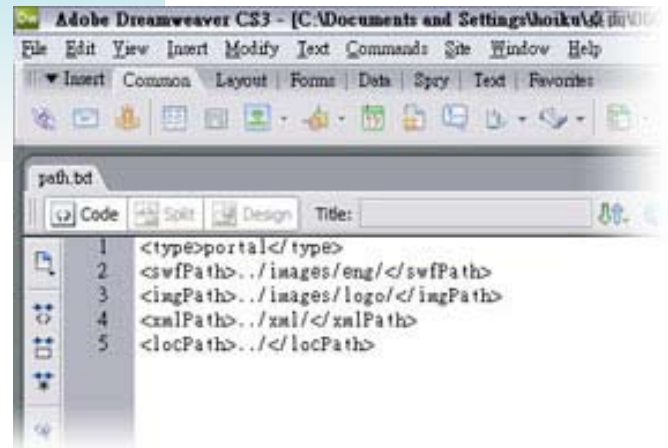 Adobe Dreamweaver CS3 - [C:\Documents and Settings\hoiku\桌面\
File Edit View Insert Modify Text Commands Site Window Help
▼ Insert Common Layout Forms Data Spry Text Favorites
path.txt
Code Split Design Title:
1 <type>portal</type>
2 <swfPath>../images/eng/</swfPath>
3 <imgPath>../images/logo/</imgPath>
4 <xmlPath>../xml/</xmlPath>
5 <locPath>../</locPath>